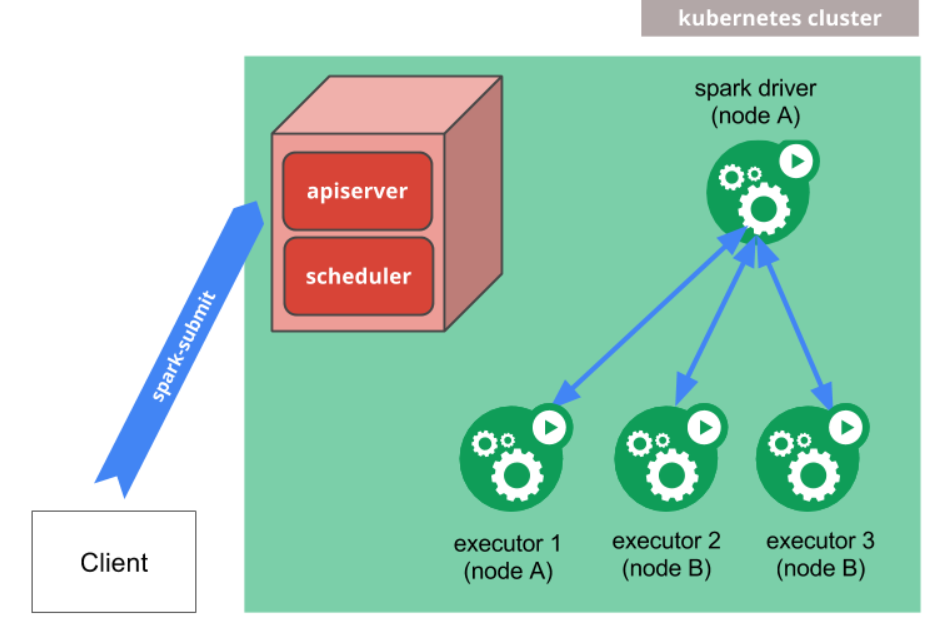 kubernetes cluster
spark driver
(node A)
apiserver
scheduler
spark-submit
Client
executor 1
(node A)
executor 2
(node B)
executor 3
(node B)